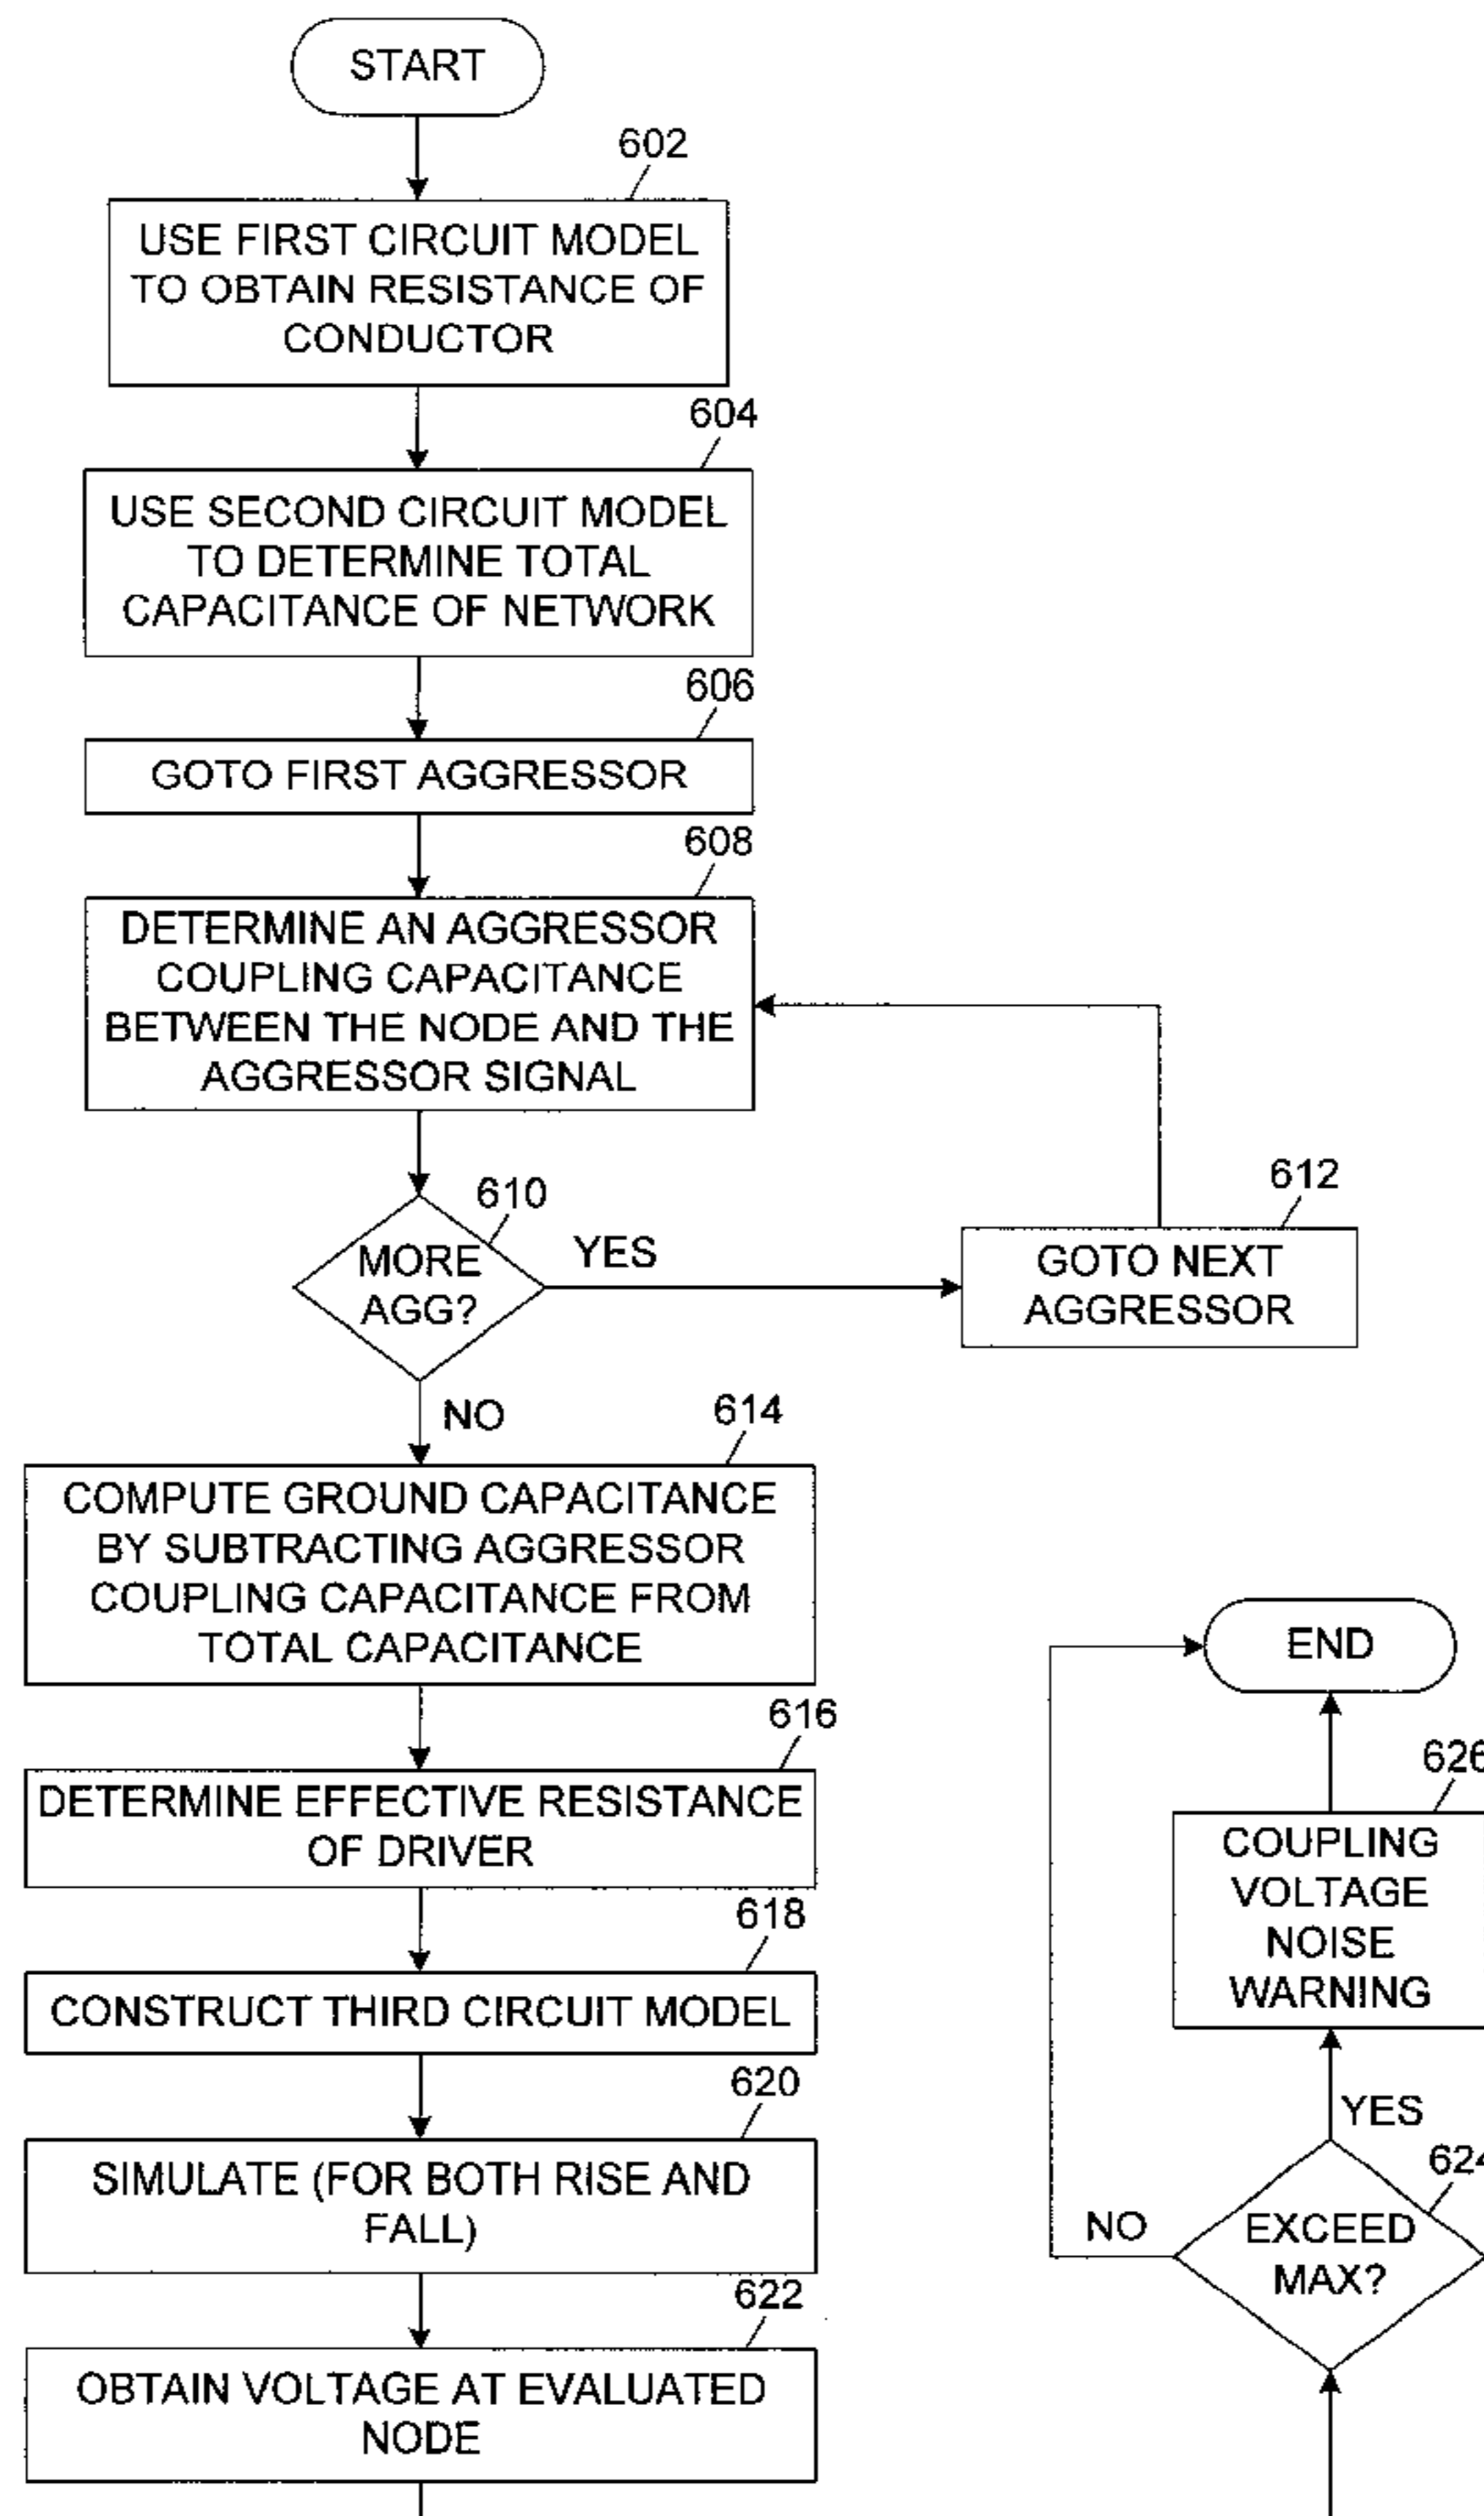 START
602
USE FIRST CIRCUIT MODEL
TO OBTAIN RESISTANCE OF
CONDUCTOR
604
USE SECOND CIRCUIT MODEL
TO DETERMINE TOTAL
CAPACITANCE OF NETWORK
606
GOTO FIRST AGGRESSOR
608
DETERMINE AN AGGRESSOR
COUPLING CAPACITANCE
BETWEEN THE NODE AND THE
AGGRESSOR SIGNAL
610
MORE
AGG?
YES
612
GOTO NEXT
AGGRESSOR
NO
614
COMPUTE GROUND CAPACITANCE
BY SUBTRACTING AGGRESSOR
COUPLING CAPACITANCE FROM
TOTAL CAPACITANCE
616
DETERMINE EFFECTIVE RESISTANCE
OF DRIVER
618
CONSTRUCT THIRD CIRCUIT MODEL
620
SIMULATE (FOR BOTH RISE AND
FALL)
622
OBTAIN VOLTAGE AT EVALUATED
NODE
END
626
COUPLING
VOLTAGE
NOISE
WARNING
YES
624
NO
EXCEED
MAX?